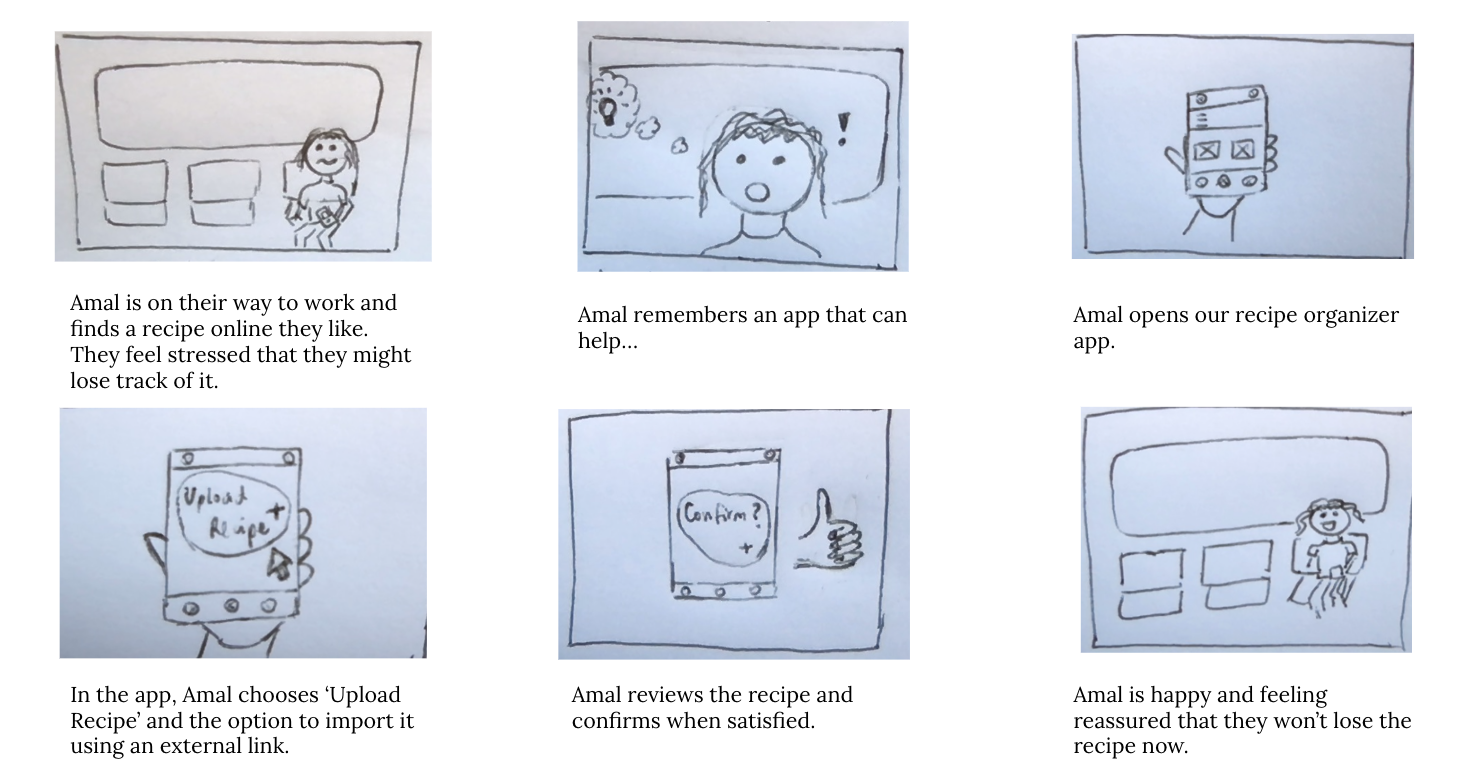 !
Amal is on their way to work and
finds a recipe online they like.
They feel stressed that they might
lose track of it.
Amal remembers an app that can
help...
Amal opens our recipe organizer
app.
Upload
Recipe
+
Confirm?
+
In the app, Amal chooses ‘Upload
Recipe’ and the option to import it
using an external link.
Amal reviews the recipe and
confirms when satisfied.
Amal is happy and feeling
reassured that they won’t lose the
recipe now.